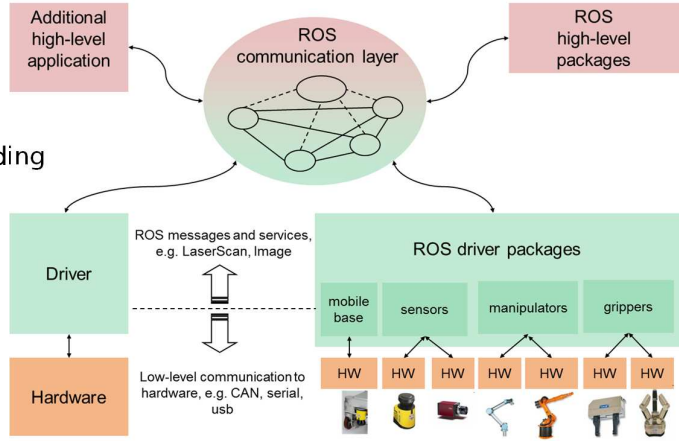 Additional
high-level
application
ROS
communication layer
ROS
high-level
packages
ding
Driver
ROS messages and services,
e.g. LaserScan, Image
ROS driver packages
mobile
base
sensors
manipulators
grippers
Hardware
Low-level communication to
hardware, e.g. CAN, serial,
usb
HW
HW
HW
HW
HW
HW
HW